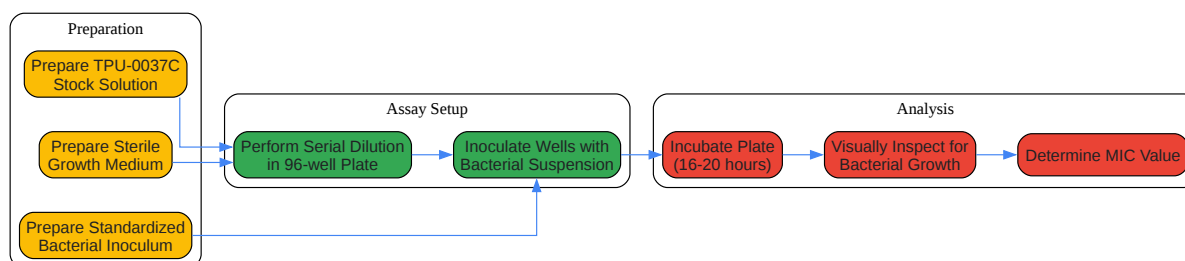 Preparation
Prepare TPU-0037C
Stock Solution
Prepare Sterile
Growth Medium
Prepare Standardized
Bacterial Inoculum
Assay Setup
Perform Serial Dilution
in 96-well Plate
Inoculate Wells with
Bacterial Suspension
Analysis
Incubate Plate
(16-20 hours)
Visually Inspect for
Bacterial Growth
Determine MIC Value